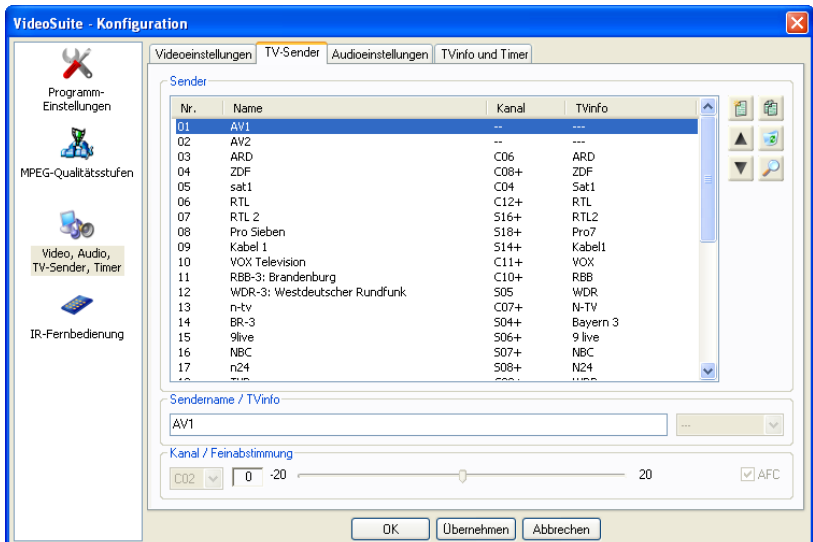 VideoSuite - Konfiguration
Programm-
Einstellungen
MPEG-Qualitätsstufen
Video, Audio,
TV-Sender, Timer
IR-Fernbedienung
Videoeinstellungen TV-Sender Audioeinstellungen TVinfo und Timer
Sender
Nr. Name Kanal TVinfo
01 AV1 -- ---
02 AV2 -- ---
03 ARD C06 ARD
04 ZDF C08+ ZDF
05 sat1 C04 Sat1
06 RTL C12+ RTL
07 RTL 2 S16+ RTL2
08 Pro Sieben S18+ Pro7
09 Kabel 1 S14+ Kabel1
10 VOX Television C11+ VOX
11 RBB-3: Brandenburg C10+ RBB
12 WDR-3: Westdeutscher Rundfunk S05 WDR
13 n-tv C07+ N-TV
14 BR-3 S04+ Bayern 3
15 9live S06+ 9 live
16 NBC S07+ NBC
17 n24 S08+ N24
Sendername / TVinfo
AV1 ---
Kanal / Feinabstimmung
C02 0 -20 20 AFC
OK Übernehmen Abbrechen